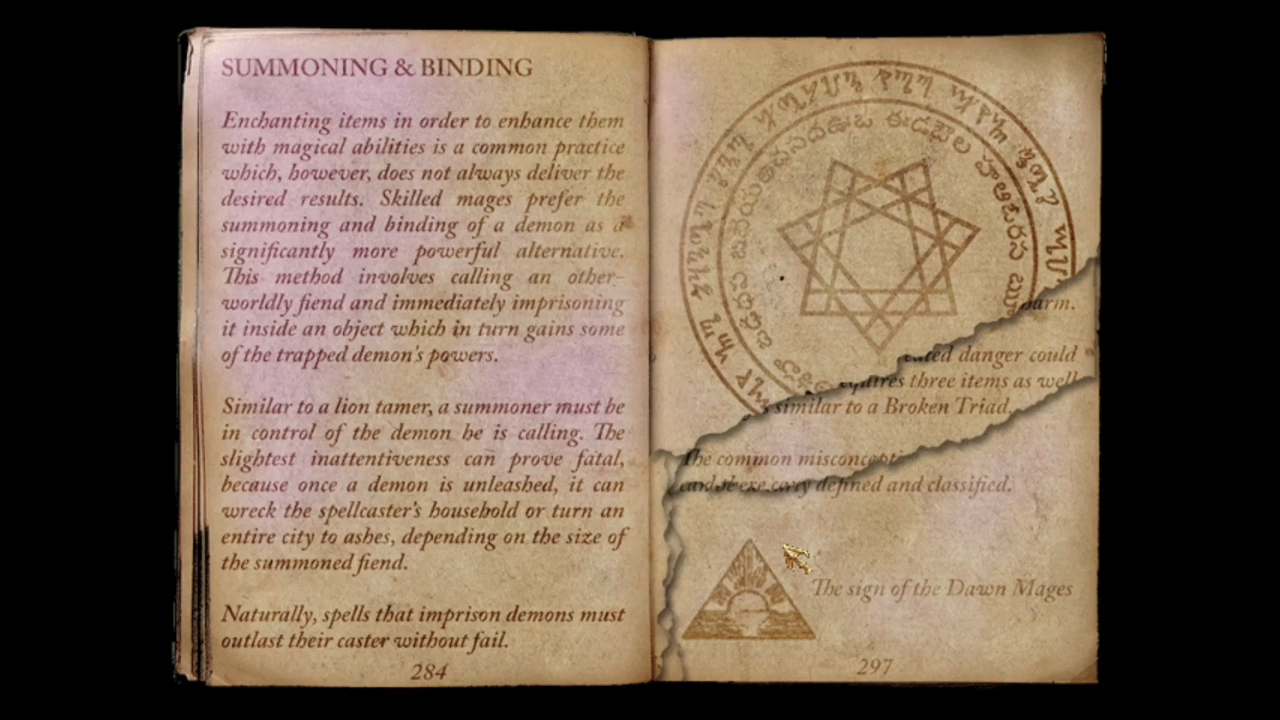 SUMMONING & BINDING
Enchanting items in order to enhance them
with magical abilities is a common practice
which, however, does not always deliver the
desired results. Skilled mages prefer the
summoning and binding of a demon as a
significantly more powerful alternative.
This method involves calling an other-
worldly fiend and immediately imprisoning
it inside an object which in turn gains some
of the trapped demon's powers.
Similar to a lion tamer, a summoner must be
in control of the demon he is calling. The
slightest inattentiveness can prove fatal,
because once a demon is unleashed, it can
wreck the spellcaster's household or turn an
entire city to ashes, depending on the size of
the summoned fiend.
Naturally, spells that imprison demons must
outlast their caster without fail.
284
danger could
three items as well
similar to a Broken Triad,
The common
defined and classified.
The sign of the Dawn Mages
297